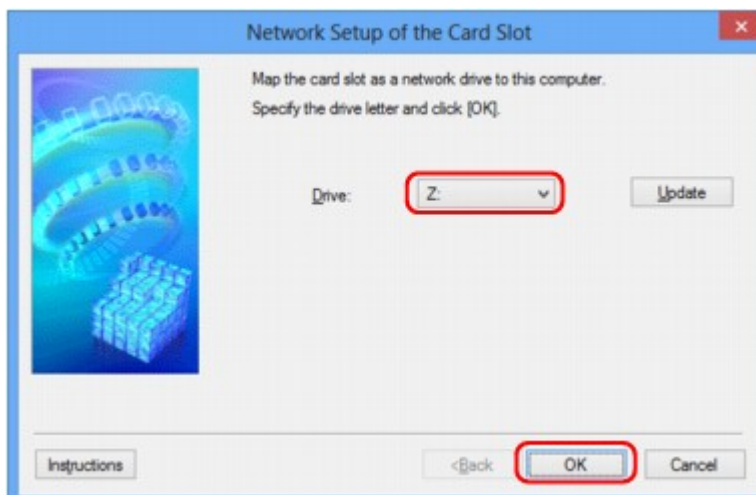 Network Setup of the Card Slot
Map the card slot as a network drive to this computer.
Specify the drive letter and click [OK].
Drive: Z: Update
Instructions <Back OK Cancel